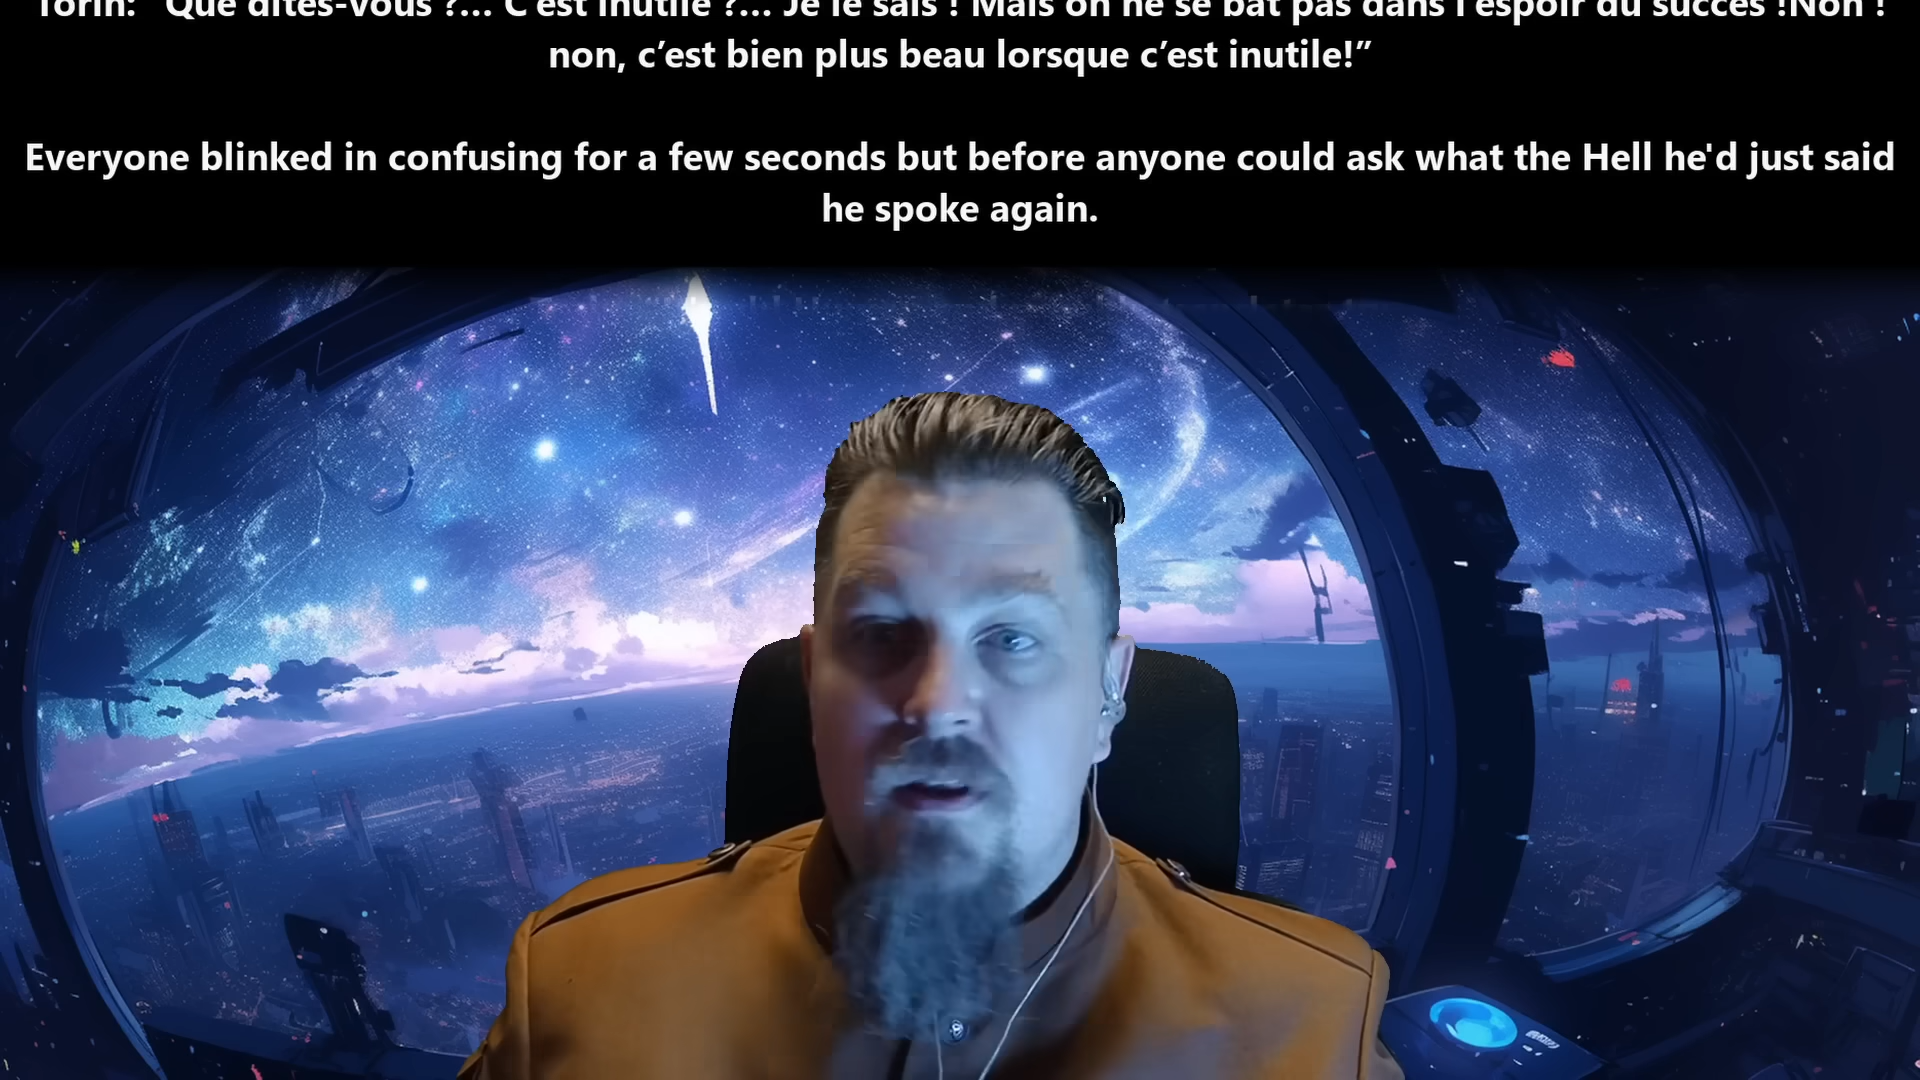 Torin: “Que dites-vous ?… C’est inutile ?… Je le sais ! Mais on ne se bat pas dans l’espoir du succès !Non !
non, c’est bien plus beau lorsque c’est inutile!”
Everyone blinked in confusing for a few seconds but before anyone could ask what the Hell he'd just said
he spoke again.